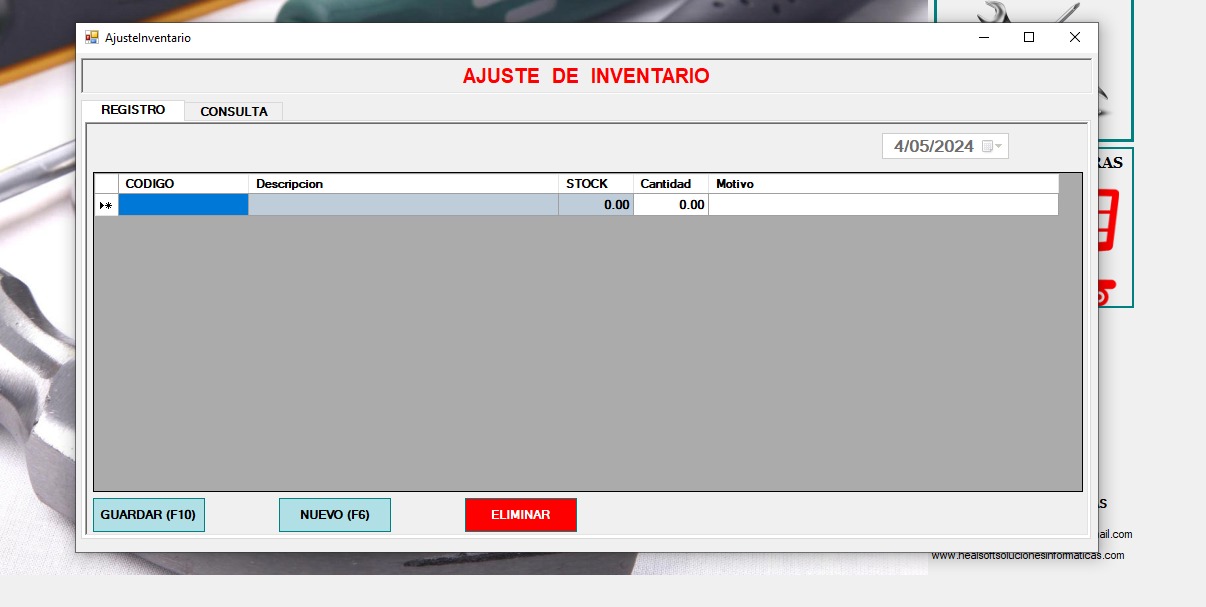 AjusteInventario
AJUSTE DE INVENTARIO
REGISTRO CONSULTA
4/05/2024
CODIGO Descripcion STOCK Cantidad Motivo
0.00 0.00
GUARDAR (F10) NUEVO (F6) ELIMINAR
RAS
S
ail.com
www.nealsoftsolucionesinformaticas.com